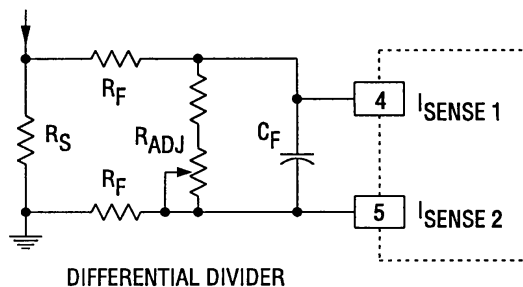 R_F
4
I_SENSE 1
R_S
R_ADJ
C_F
R_F
5
I_SENSE 2
DIFFERENTIAL DIVIDER